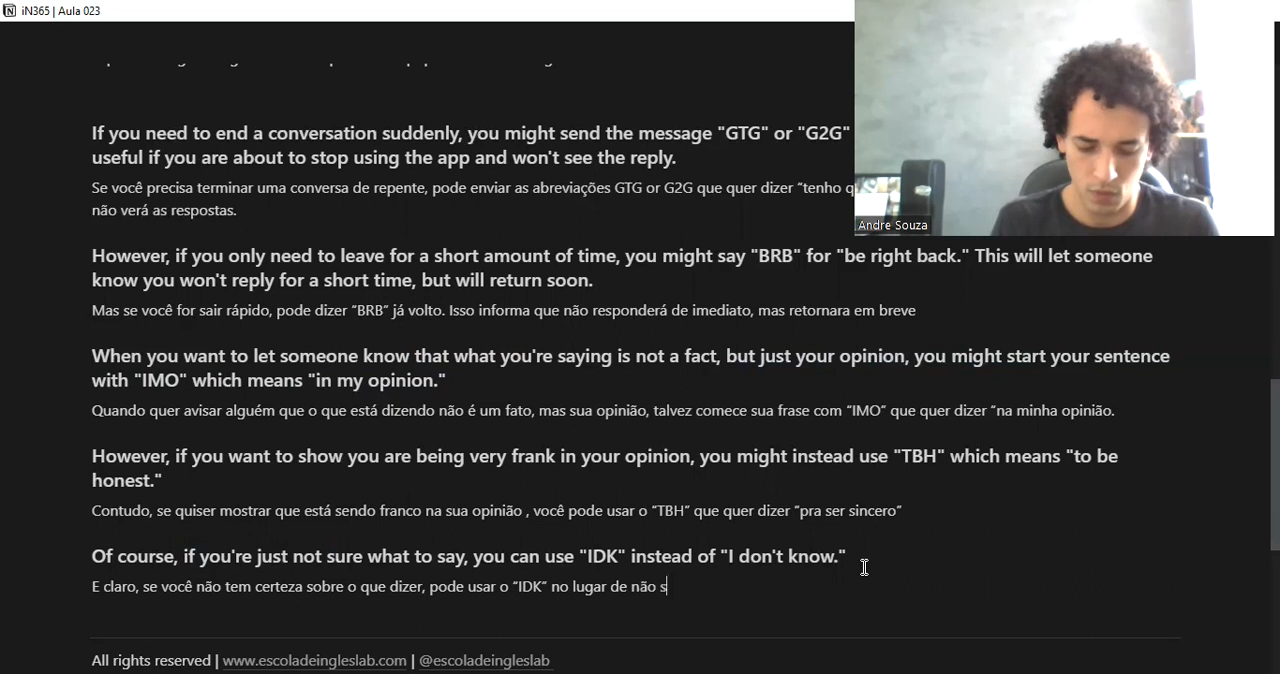 iN365 | Aula 023
If you need to end a conversation suddenly, you might send the message "GTG" or "G2G"
useful if you are about to stop using the app and won't see the reply.
Se você precisa terminar uma conversa de repente, pode enviar as abreviações GTG or G2G que quer dizer “tenho q
não verá as respostas.
Andre Souza
However, if you only need to leave for a short amount of time, you might say "BRB" for "be right back." This will let someone
know you won't reply for a short time, but will return soon.
Mas se você for sair rápido, pode dizer “BRB” já volto. Isso informa que não responderá de imediato, mas retornara em breve
When you want to let someone know that what you're saying is not a fact, but just your opinion, you might start your sentence
with "IMO" which means "in my opinion."
Quando quer avisar alguém que o que está dizendo não é um fato, mas sua opinião, talvez comece sua frase com “IMO” que quer dizer “na minha opinião.
However, if you want to show you are being very frank in your opinion, you might instead use "TBH" which means "to be
honest."
Contudo, se quiser mostrar que está sendo franco na sua opinião , você pode usar o “TBH” que quer dizer “pra ser sincero”
Of course, if you're just not sure what to say, you can use "IDK" instead of "I don't know."
E claro, se você não tem certeza sobre o que dizer, pode usar o “IDK” no lugar de não s
All rights reserved | www.escoladeingleslab.com | @escoladeingleslab